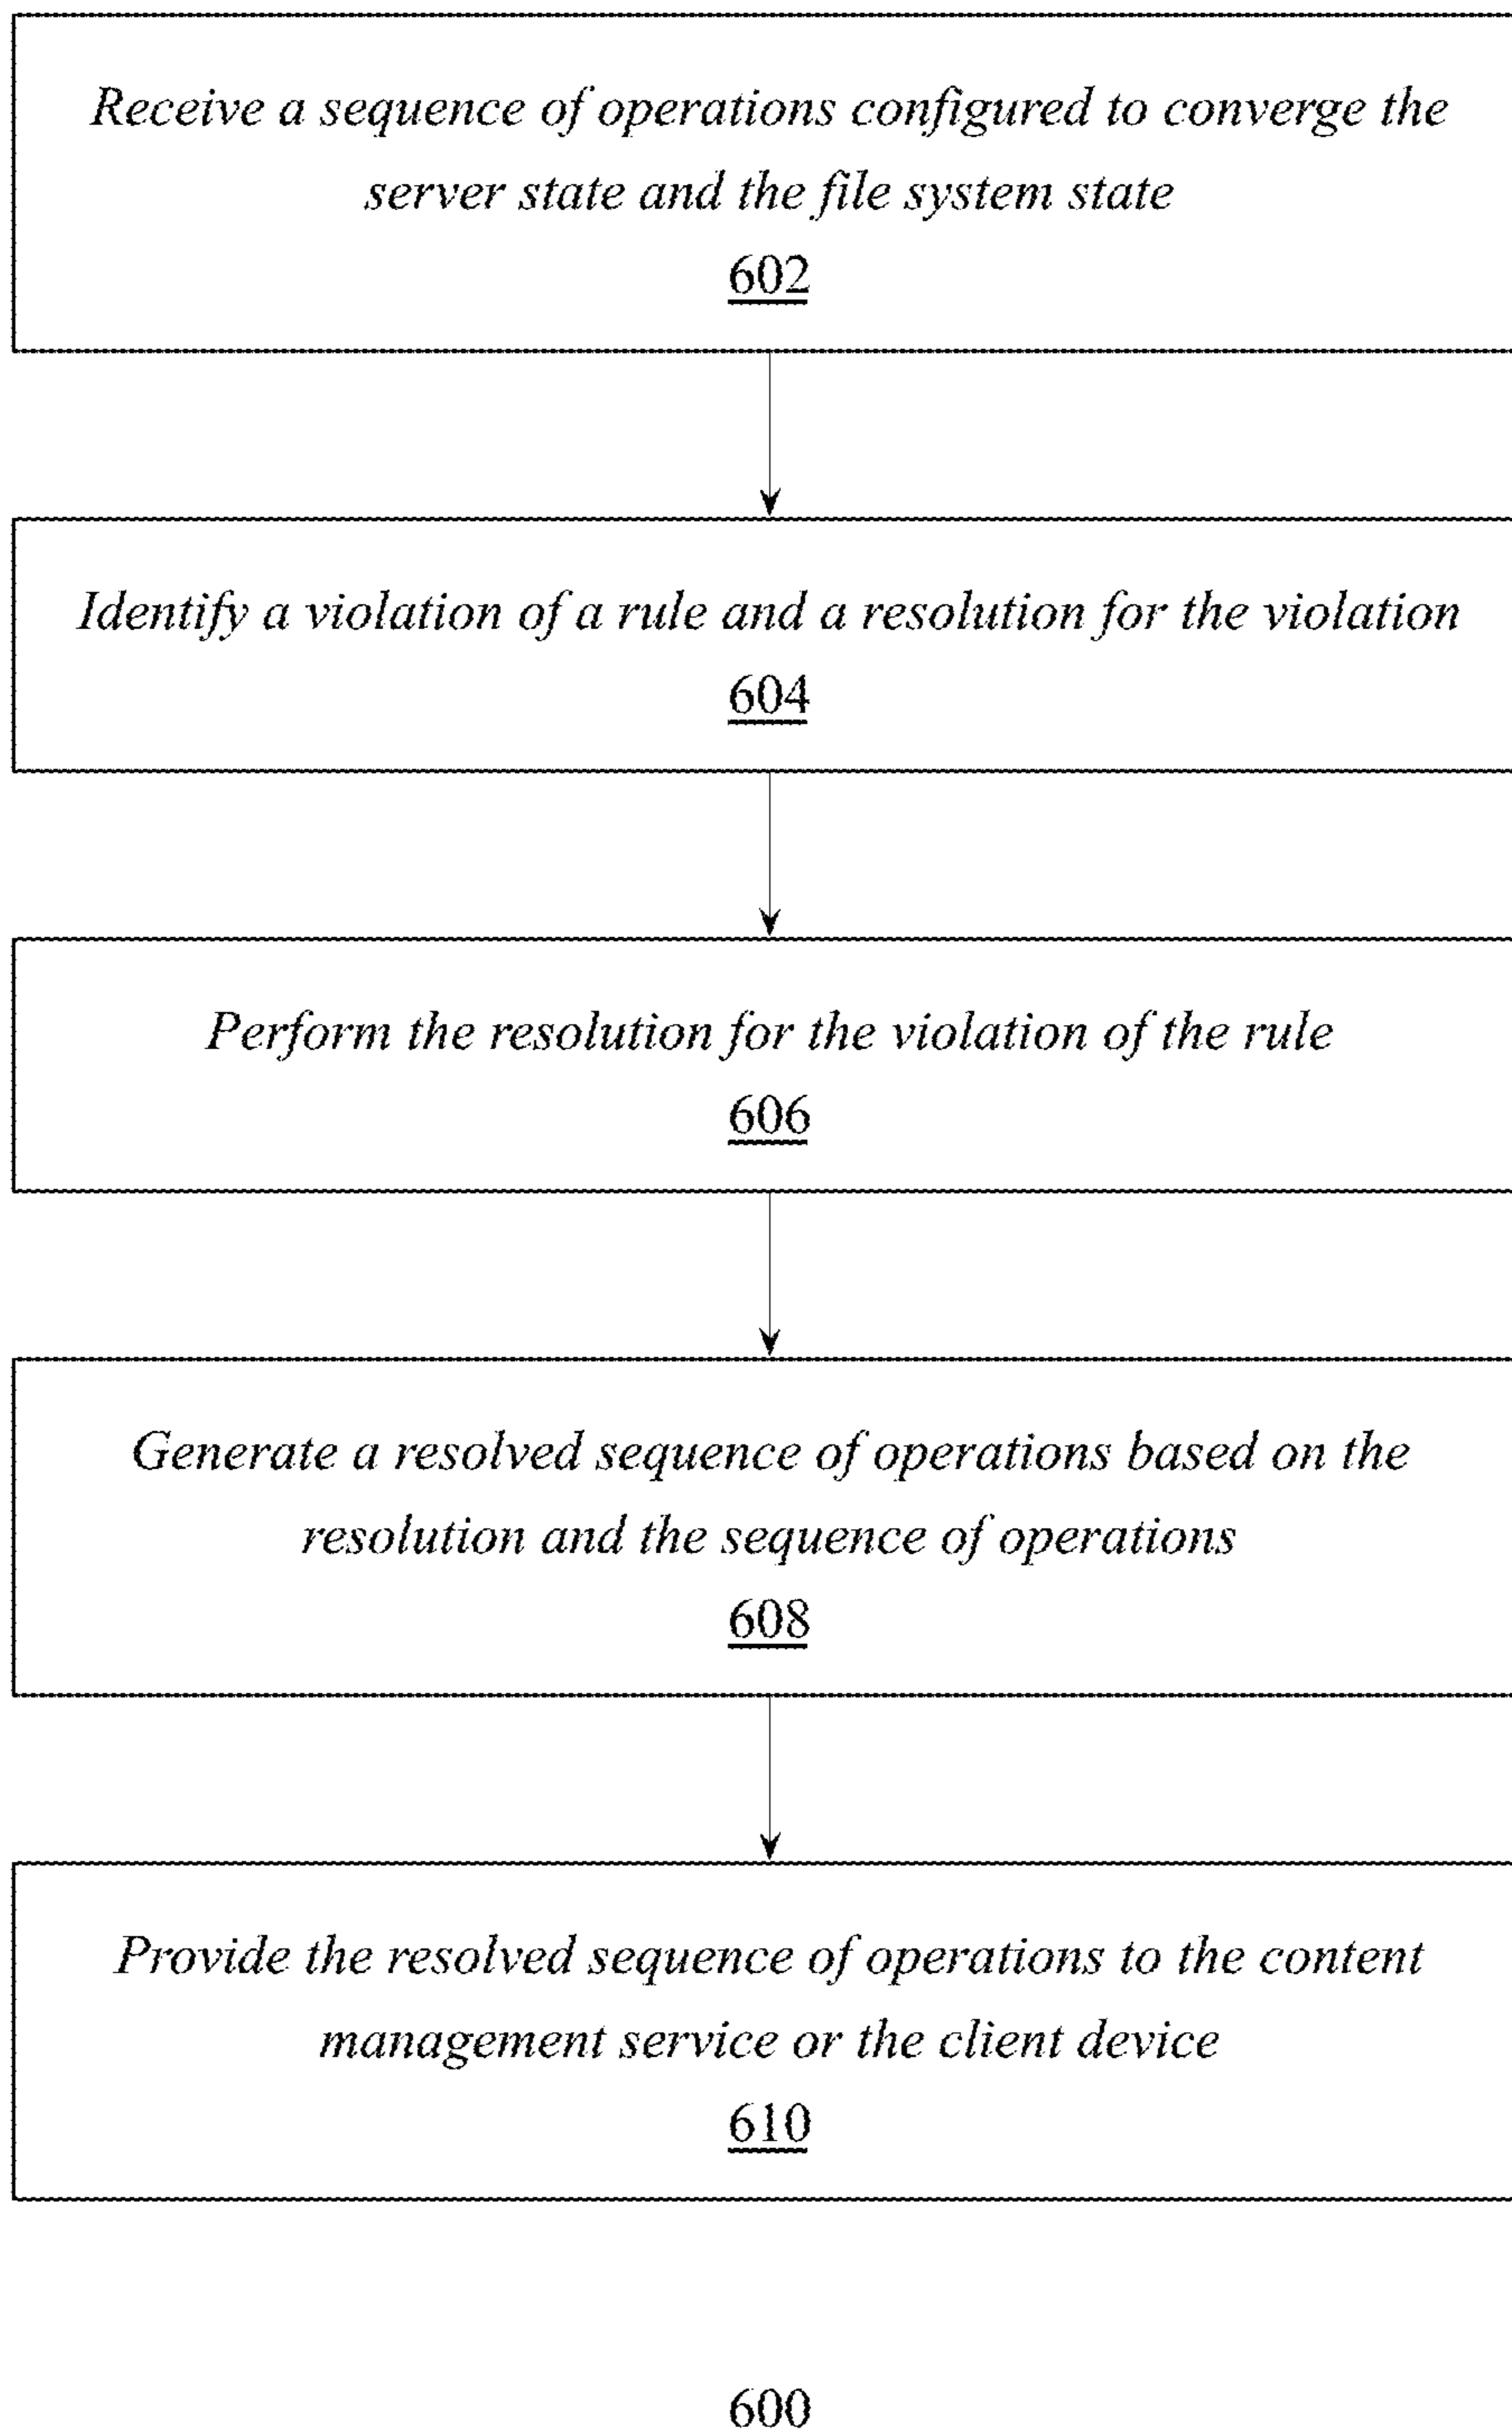 Receive a sequence of operations configured to converge the
server state and the file system state
602
Identify a violation of a rule and a resolution for the violation
604
Perform the resolution for the violation of the rule
606
Generate a resolved sequence of operations based on the
resolution and the sequence of operations
608
Provide the resolved sequence of operations to the content
management service or the client device
610
600